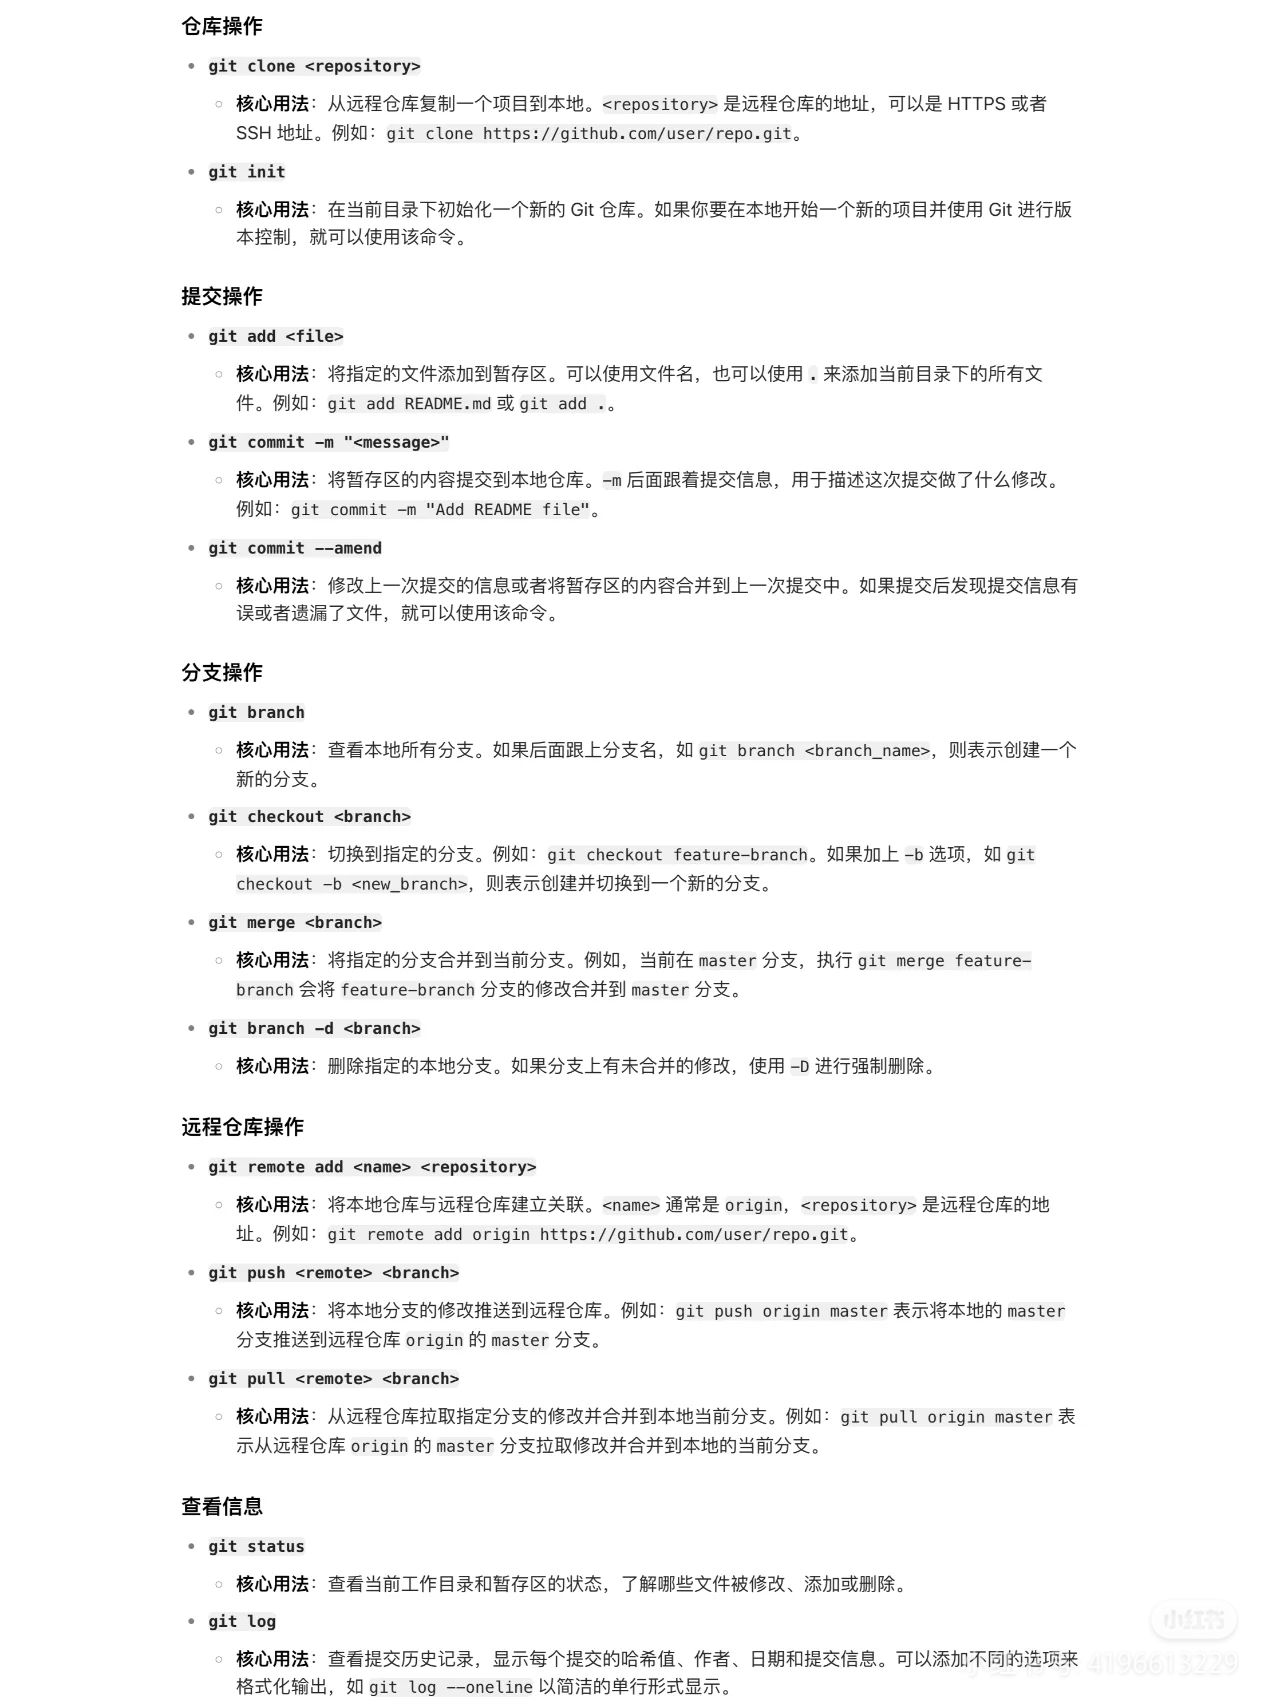 仓库操作
git clone <repository>
核心用法：从远程仓库复制一个项目到本地。<repository> 是远程仓库的地址，可以是 HTTPS 或者
SSH 地址。例如：git clone https://github.com/user/repo.git。
git init
核心用法：在当前目录下初始化一个新的 Git 仓库。如果你要在本地开始一个新的项目并使用 Git 进行版
本控制，就可以使用该命令。
提交操作
git add <file>
核心用法：将指定的文件添加到暂存区。可以使用文件名，也可以使用 . 来添加当前目录下的所有文
件。例如：git add README.md 或 git add .。
git commit -m "<message>"
核心用法：将暂存区的内容提交到本地仓库。-m 后面跟着提交信息，用于描述这次提交做了什么修改。
例如：git commit -m "Add README file"。
git commit --amend
核心用法：修改上一次提交的信息或者将暂存区的内容合并到上一次提交中。如果提交后发现提交信息有
误或者遗漏了文件，就可以使用该命令。
分支操作
git branch
核心用法：查看本地所有分支。如果后面跟上分支名，如 git branch <branch_name>，则表示创建一个
新的分支。
git checkout <branch>
核心用法：切换到指定的分支。例如：git checkout feature-branch。如果加上 -b 选项，如 git
checkout -b <new_branch>，则表示创建并切换到一个新的分支。
git merge <branch>
核心用法：将指定的分支合并到当前分支。例如，当前在 master 分支，执行 git merge feature-
branch 会将 feature-branch 分支的修改合并到 master 分支。
git branch -d <branch>
核心用法：删除指定的本地分支。如果分支上有未合并的修改，使用 -D 进行强制删除。
远程仓库操作
git remote add <name> <repository>
核心用法：将本地仓库与远程仓库建立关联。<name> 通常是 origin，<repository> 是远程仓库的地
址。例如：git remote add origin https://github.com/user/repo.git。
git push <remote> <branch>
核心用法：将本地分支的修改推送到远程仓库。例如：git push origin master 表示将本地的 master
分支推送到远程仓库 origin 的 master 分支。
git pull <remote> <branch>
核心用法：从远程仓库拉取指定分支的修改并合并到本地当前分支。例如：git pull origin master 表
示从远程仓库 origin 的 master 分支拉取修改并合并到本地的当前分支。
查看信息
git status
核心用法：查看当前工作目录和暂存区的状态，了解哪些文件被修改、添加或删除。
git log
核心用法：查看提交历史记录，显示每个提交的哈希值、作者、日期和提交信息。可以添加不同的选项来
格式化输出，如 git log --oneline 以简洁的单行形式显示。
小红书
小红书号: 4196613229